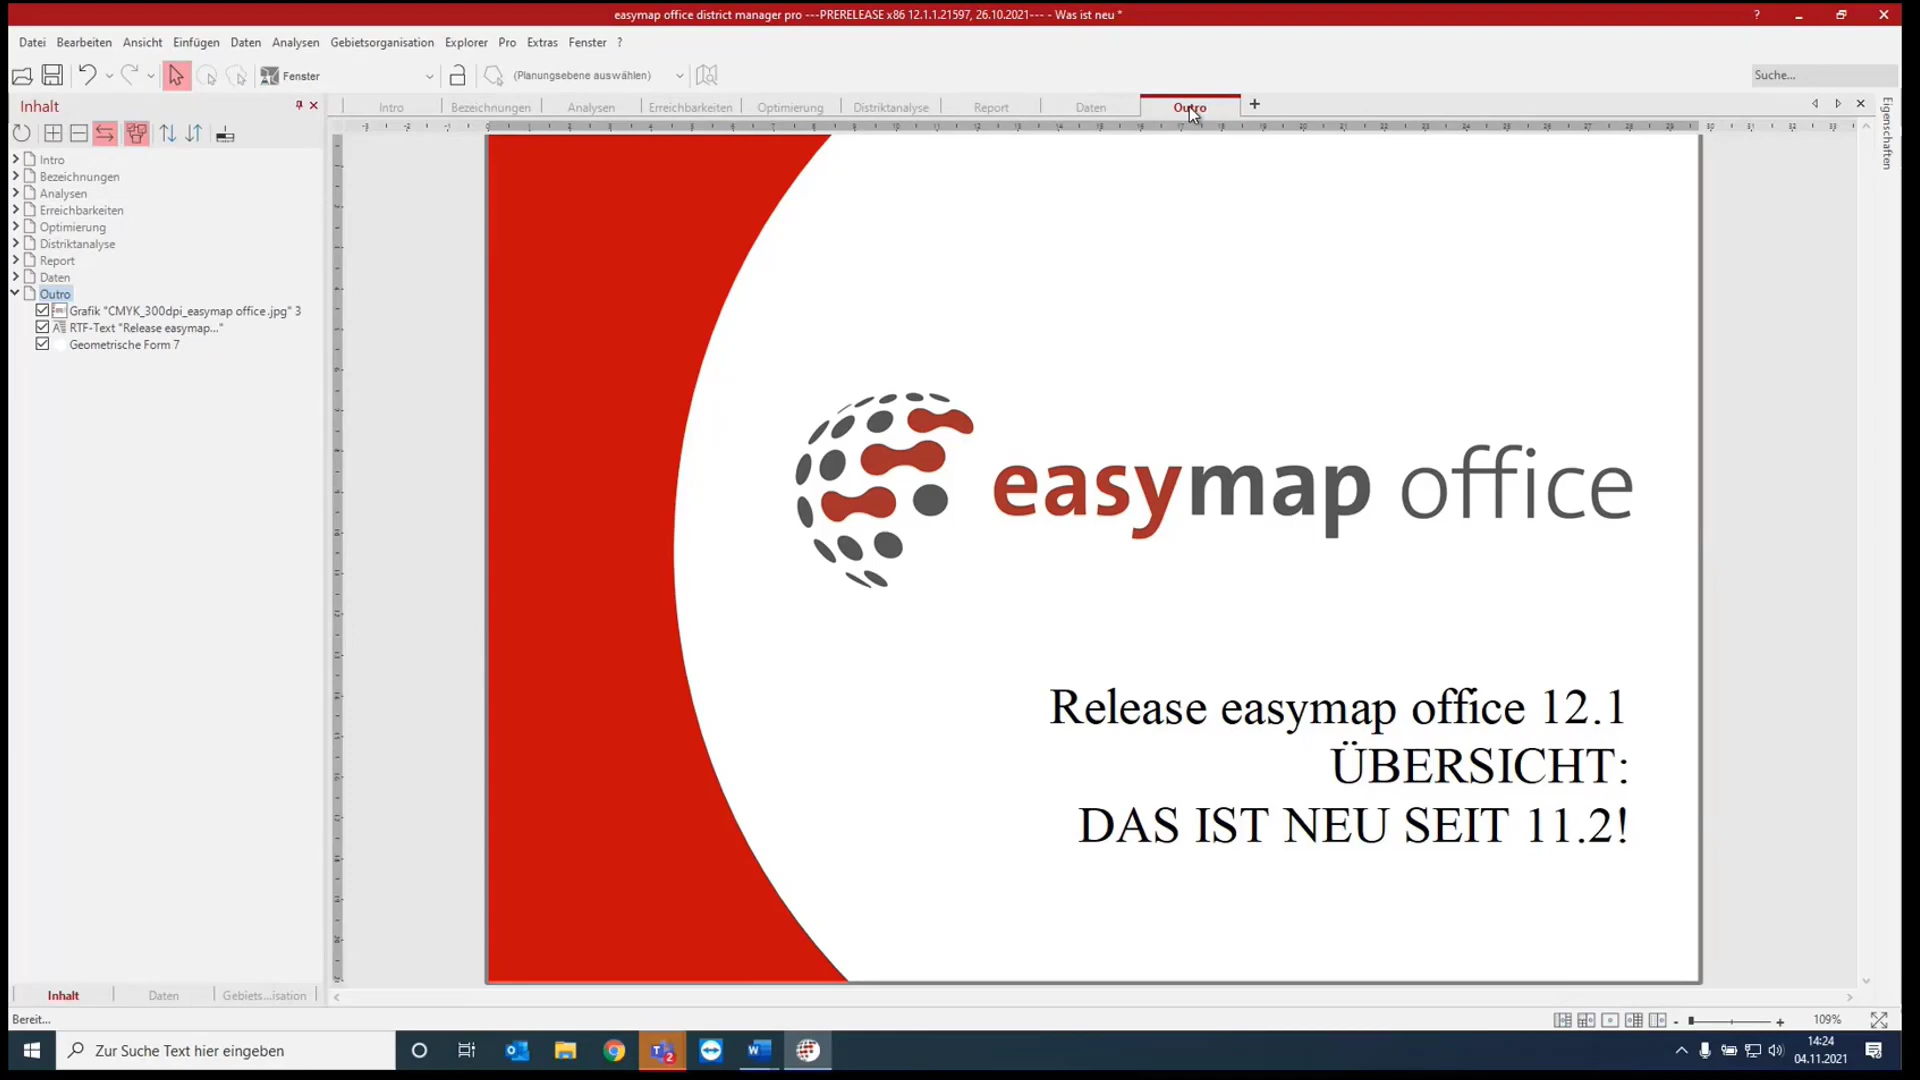 easymap office district manager pro ---PRERELEASE x86 12.1.1.21597, 26.10.2021--- - Was ist neu *
?
Datei Bearbeiten Ansicht Einfügen Daten Analysen Gebietsorganisation Explorer Pro Extras Fenster ?
Fenster
(Planungsebene auswählen)
Suche...
Inhalt
Intro Bezeichnungen Analysen Erreichbarkeiten Optimierung Distriktanalyse Report Daten Outro +
Eigenschaften
Intro
Bezeichnungen
Analysen
Erreichbarkeiten
Optimierung
Distriktanalyse
Report
Daten
Outro
Grafik "CMYK_300dpi_easymap office.jpg" 3
RTF-Text "Release easymap..."
Geometrische Form 7
easymap office
Release easymap office 12.1
ÜBERSICHT:
DAS IST NEU SEIT 11.2!
Inhalt Daten Gebiets...isation
Bereit...
109%
Zur Suche Text hier eingeben
2
14:24
04.11.2021